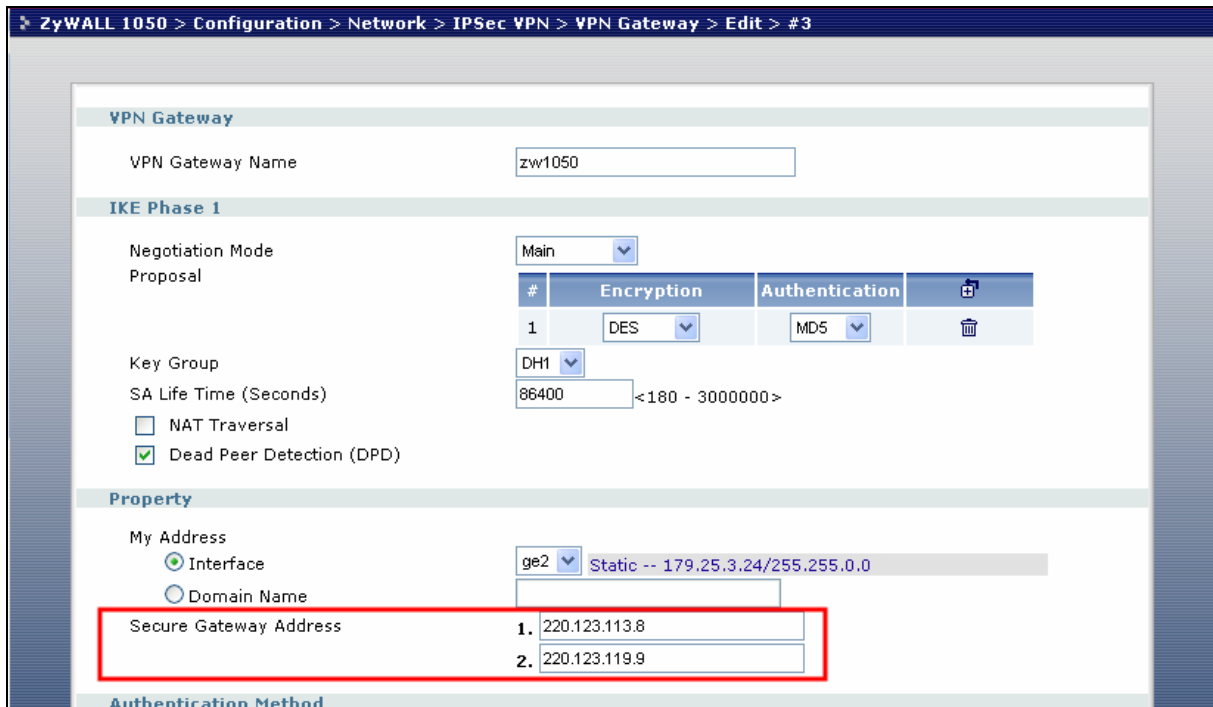 ZyWALL 1050 > Configuration > Network > IPSec VPN > VPN Gateway > Edit > #3
VPN Gateway
VPN Gateway Name zw1050
IKE Phase 1
Negotiation Mode Main
Proposal
# Encryption Authentication
1 DES MD5
Key Group DH1
SA Life Time (Seconds) 86400 <180 - 3000000>
NAT Traversal
Dead Peer Detection (DPD)
Property
My Address
Interface ge2 Static -- 179.25.3.24/255.255.0.0
Domain Name
Secure Gateway Address 1. 220.123.113.8
2. 220.123.119.9
Authentication Method